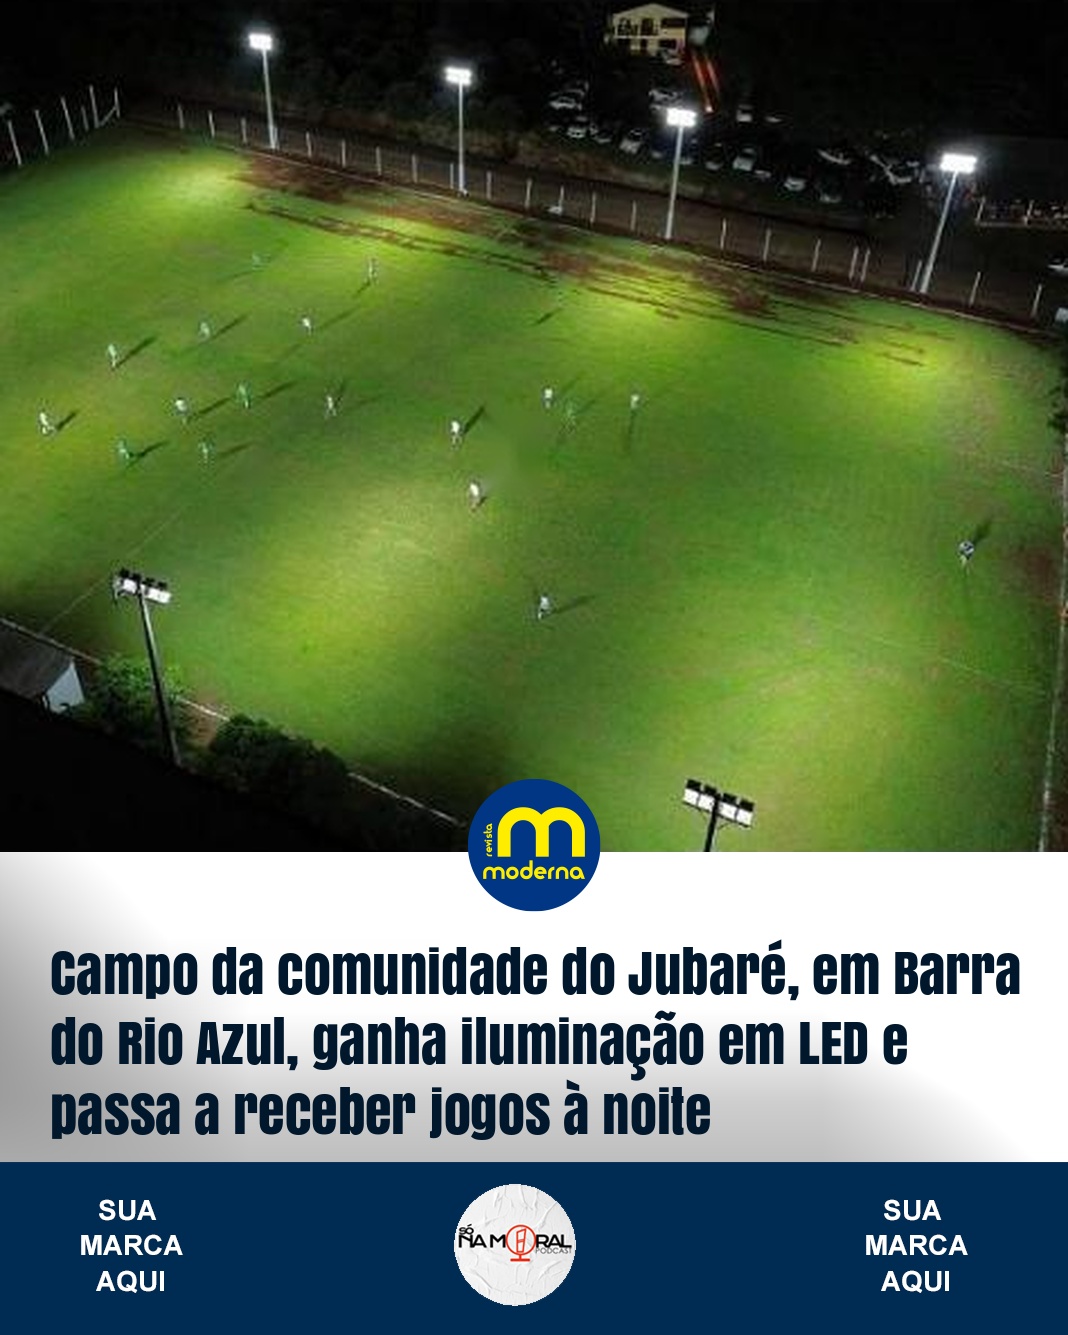 revista
m
moderna
Campo da comunidade do Jubaré, em Barra
do Rio Azul, ganha iluminação em LED e
passa a receber jogos à noite
SUA
MARCA
AQUI
SÓ
NA MORAL
PODCAST
SUA
MARCA
AQUI